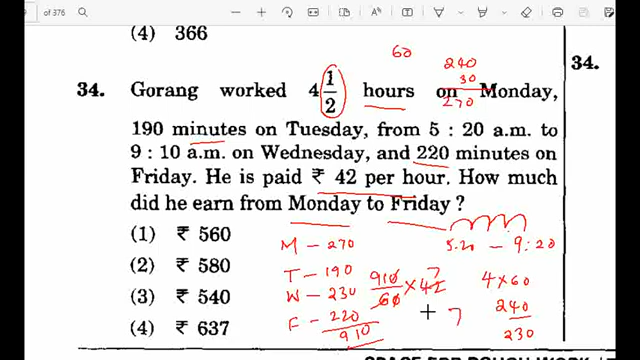 of 376
(4) 366
60
240
30
270
34. Gorang worked 4 1/2 hours on Monday,
34.
190 minutes on Tuesday, from 5 : 20 a.m. to
9 : 10 a.m. on Wednesday, and 220 minutes on
Friday. He is paid ₹ 42 per hour. How much
did he earn from Monday to Friday ?
(1) ₹ 560
(2) ₹ 580
(3) ₹ 540
(4) ₹ 637
5.20 – 9:20
M – 270
T – 190
W – 230
F – 220
910
910/60 × 42
7
7
4 × 60
240
230